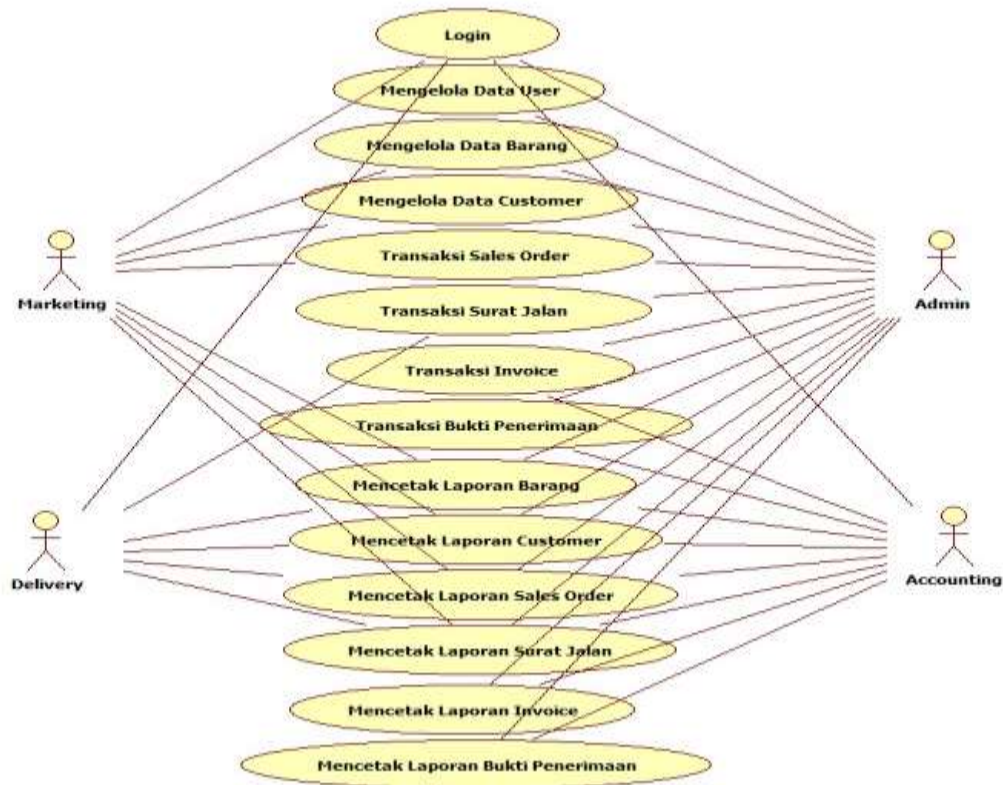 Login
Mengelola Data User
Mengelola Data Barang
Mengelola Data Customer
Transaksi Sales Order
Marketing
Admin
Transaksi Surat Jalan
Transaksi Invoice
Transaksi Bukti Penerimaan
Mencetak Laporan Barang
Mencetak Laporan Customer
Delivery
Accounting
Mencetak Laporan Sales Order
Mencetak Laporan Surat Jalan
Mencetak Laporan Invoice
Mencetak Laporan Bukti Penerimaan